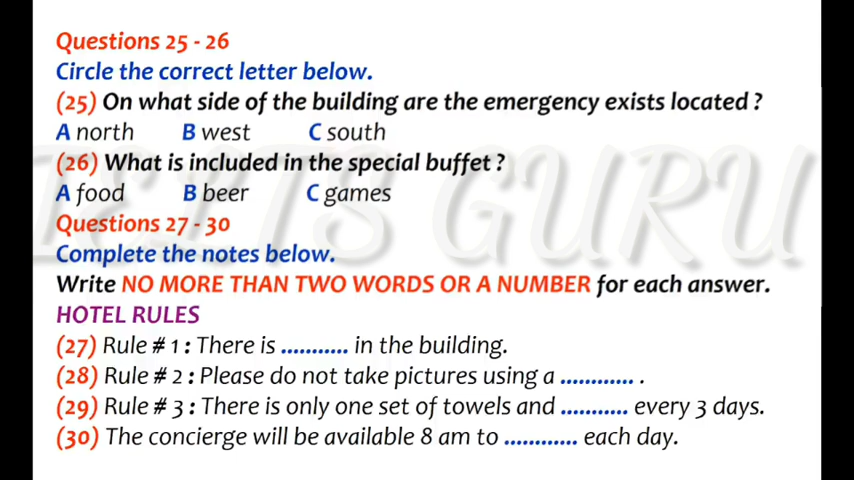 Questions 25 - 26
Circle the correct letter below.
(25) On what side of the building are the emergency exists located ?
A north B west C south
(26) What is included in the special buffet ?
A food B beer C games
Questions 27 - 30
Complete the notes below.
Write NO MORE THAN TWO WORDS OR A NUMBER for each answer.
HOTEL RULES
(27) Rule # 1 : There is ........... in the building.
(28) Rule # 2 : Please do not take pictures using a ............ .
(29) Rule # 3 : There is only one set of towels and ........... every 3 days.
(30) The concierge will be available 8 am to ............ each day.
IELTS GURU